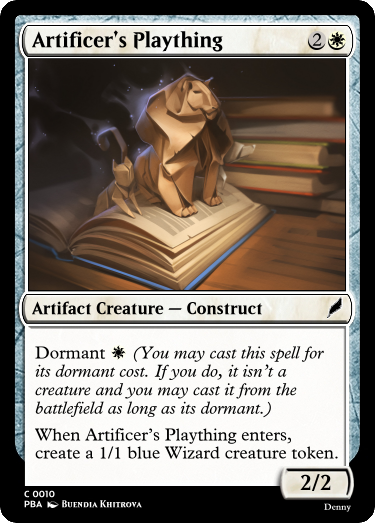 Artificer's Plaything 2
Artifact Creature — Construct
Dormant (You may cast this spell for
its dormant cost. If you do, it isn't a
creature and you may cast it from the
battlefield as long as its dormant.)
When Artificer's Plaything enters,
create a 1/1 blue Wizard creature token.
2/2
C 0010
PBA Buendia Khitrova
Denny